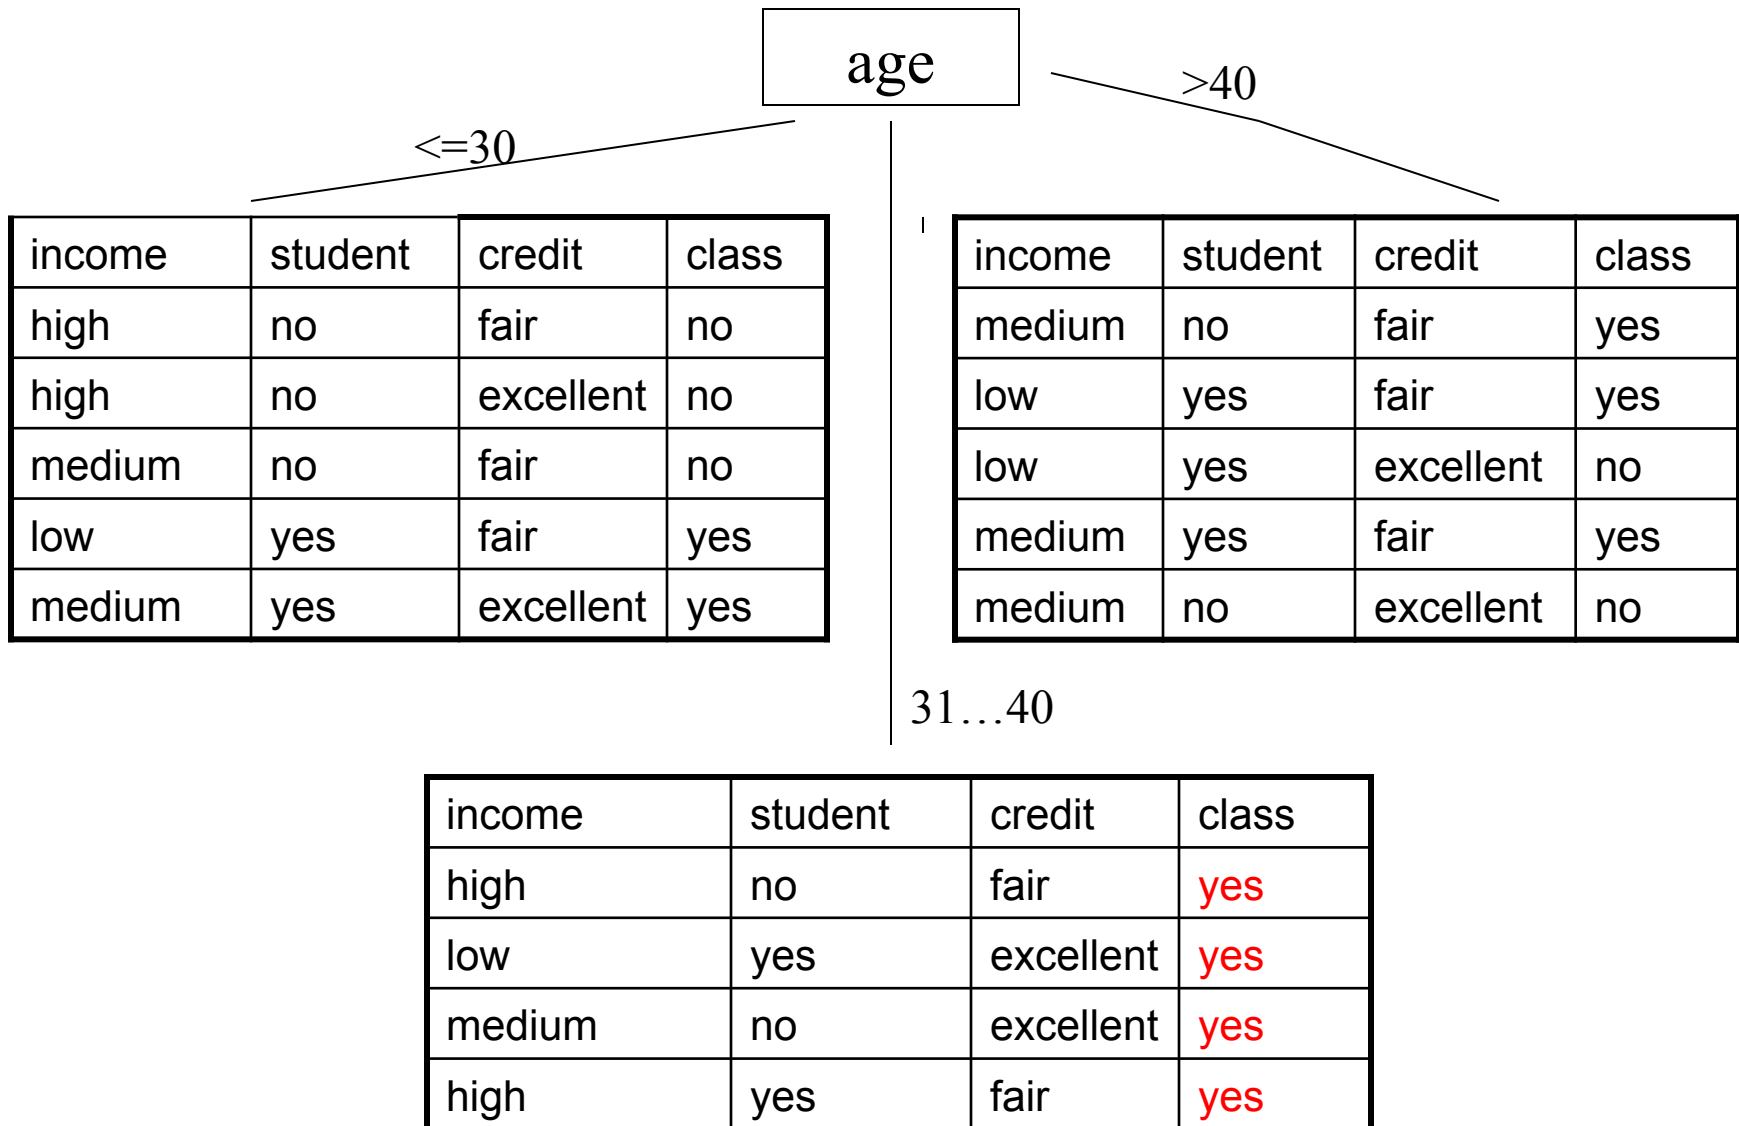 age
<=30
>40
income student credit class
high no fair no
high no excellent no
medium no fair no
low yes fair yes
medium yes excellent yes
income student credit class
medium no fair yes
low yes fair yes
low yes excellent no
medium yes fair yes
medium no excellent no
31…40
income student credit class
high no fair yes
low yes excellent yes
medium no excellent yes
high yes fair yes